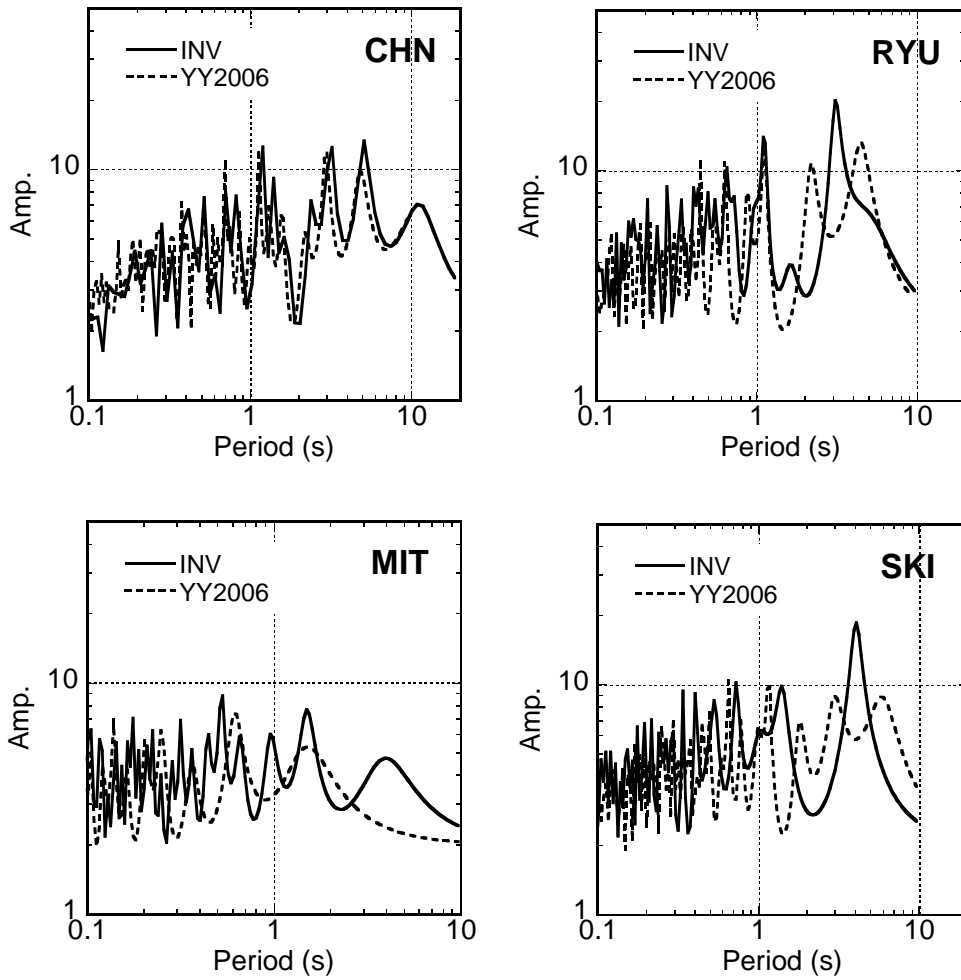 INV
YY2006
CHN
10
1
Amp.
0.1
1
10
Period (s)
INV
YY2006
RYU
10
1
Amp.
0.1
1
10
Period (s)
INV
YY2006
MIT
10
1
Amp.
0.1
1
10
Period (s)
INV
YY2006
SKI
10
1
Amp.
0.1
1
10
Period (s)